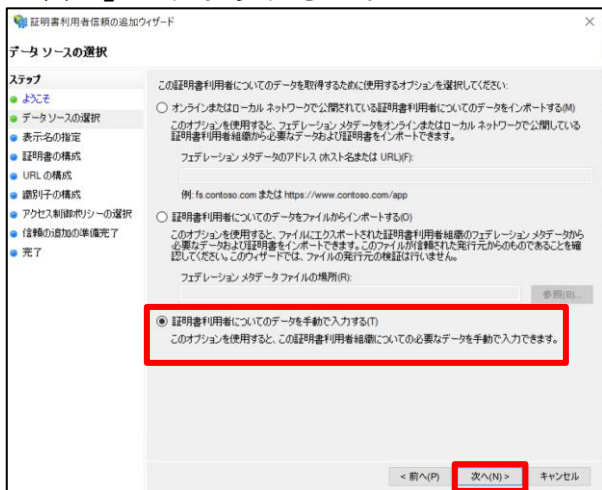 証明書利用者信頼の追加ウィザード
データ ソースの選択
ステップ
ようこそ
データ ソースの選択
表示名の指定
証明書の構成
URL の構成
識別子の構成
アクセス制御ポリシーの選択
信頼の追加の準備完了
完了
この証明書利用者についてのデータを取得するために使用するオプションを選択してください:
オンラインまたはローカル ネットワークで公開されている証明書利用者についてのデータをインポートする(M)
このオプションを使用すると、フェデレーション メタデータをオンラインまたはローカル ネットワークで公開している
証明書利用者組織から必要なデータおよび証明書をインポートできます。
フェデレーション メタデータのアドレス (ホスト名または URL)(F):
例: fs.contoso.com または https://www.contoso.com/app
証明書利用者についてのデータをファイルからインポートする(O)
このオプションを使用すると、ファイルにエクスポートされた証明書利用者組織のフェデレーション メタデータから
必要なデータおよび証明書をインポートできます。このファイルが信頼された発行元からのものであることを確
認してください。このウィザードでは、ファイルの発行元の検証は行いません。
フェデレーション メタデータ ファイルの場所(R):
参照(B)...
証明書利用者についてのデータを手動で入力する(T)
このオプションを使用すると、この証明書利用者組織についての必要なデータを手動で入力できます。
< 前へ(P) 次へ(N) > キャンセル